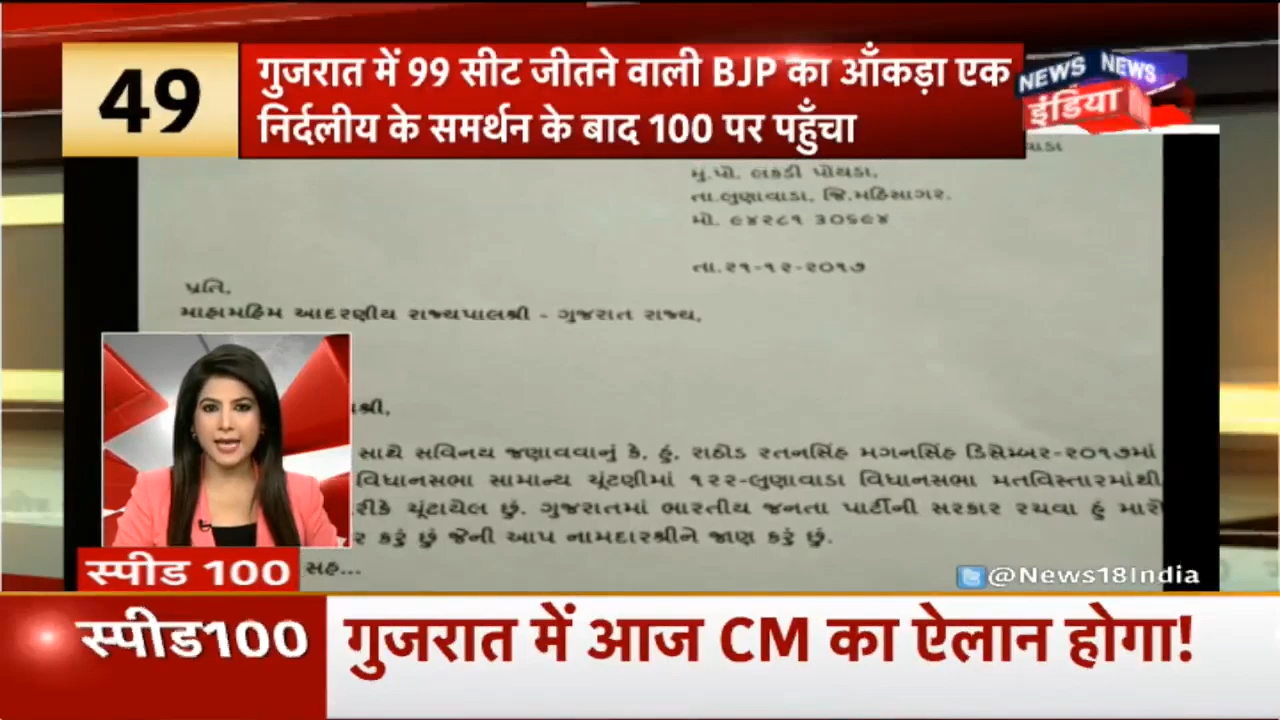 49
गुजरात में 99 सीट जीतने वाली BJP का आँकड़ा एक
निर्दलीय के समर्थन के बाद 100 पर पहुँचा
NEWS NEWS
इंडिया
વાડા
મુ.પો. લકડી પોયડા,
તા.લુણાવાડા, જિ.મહિસાગર.
મો. ૯૪૨૮૧ ૩૦૬૯૪
તા.૨૧-૧૨-૨૦૧૭
પ્રતિ,
માહામહિમ આદરણીય રાજ્યપાલશ્રી - ગુજરાત રાજ્ય,
શ્રી,
સાથે સવિનય જણાવવાનું કે, હું, રાઠોડ રતનસિંહ મગનસિંહ ડિસેમ્બર-૨૦૧૭માં
વિધાનસભા સામાન્ય ચૂંટણીમાં ૧૨૨-લુણાવાડા વિધાનસભા મતવિસ્તારમાંથી
રીકે ચૂંટાયેલ છું. ગુજરાતમાં ભારતીય જનતા પાર્ટીની સરકાર રચવા હું મારો
ર કરું છું જેની આપ નામદારશ્રીને જાણ કરું છું.
સહ...
स्पीड 100
@News18India
स्पीड100
गुजरात में आज CM का ऐलान होगा!